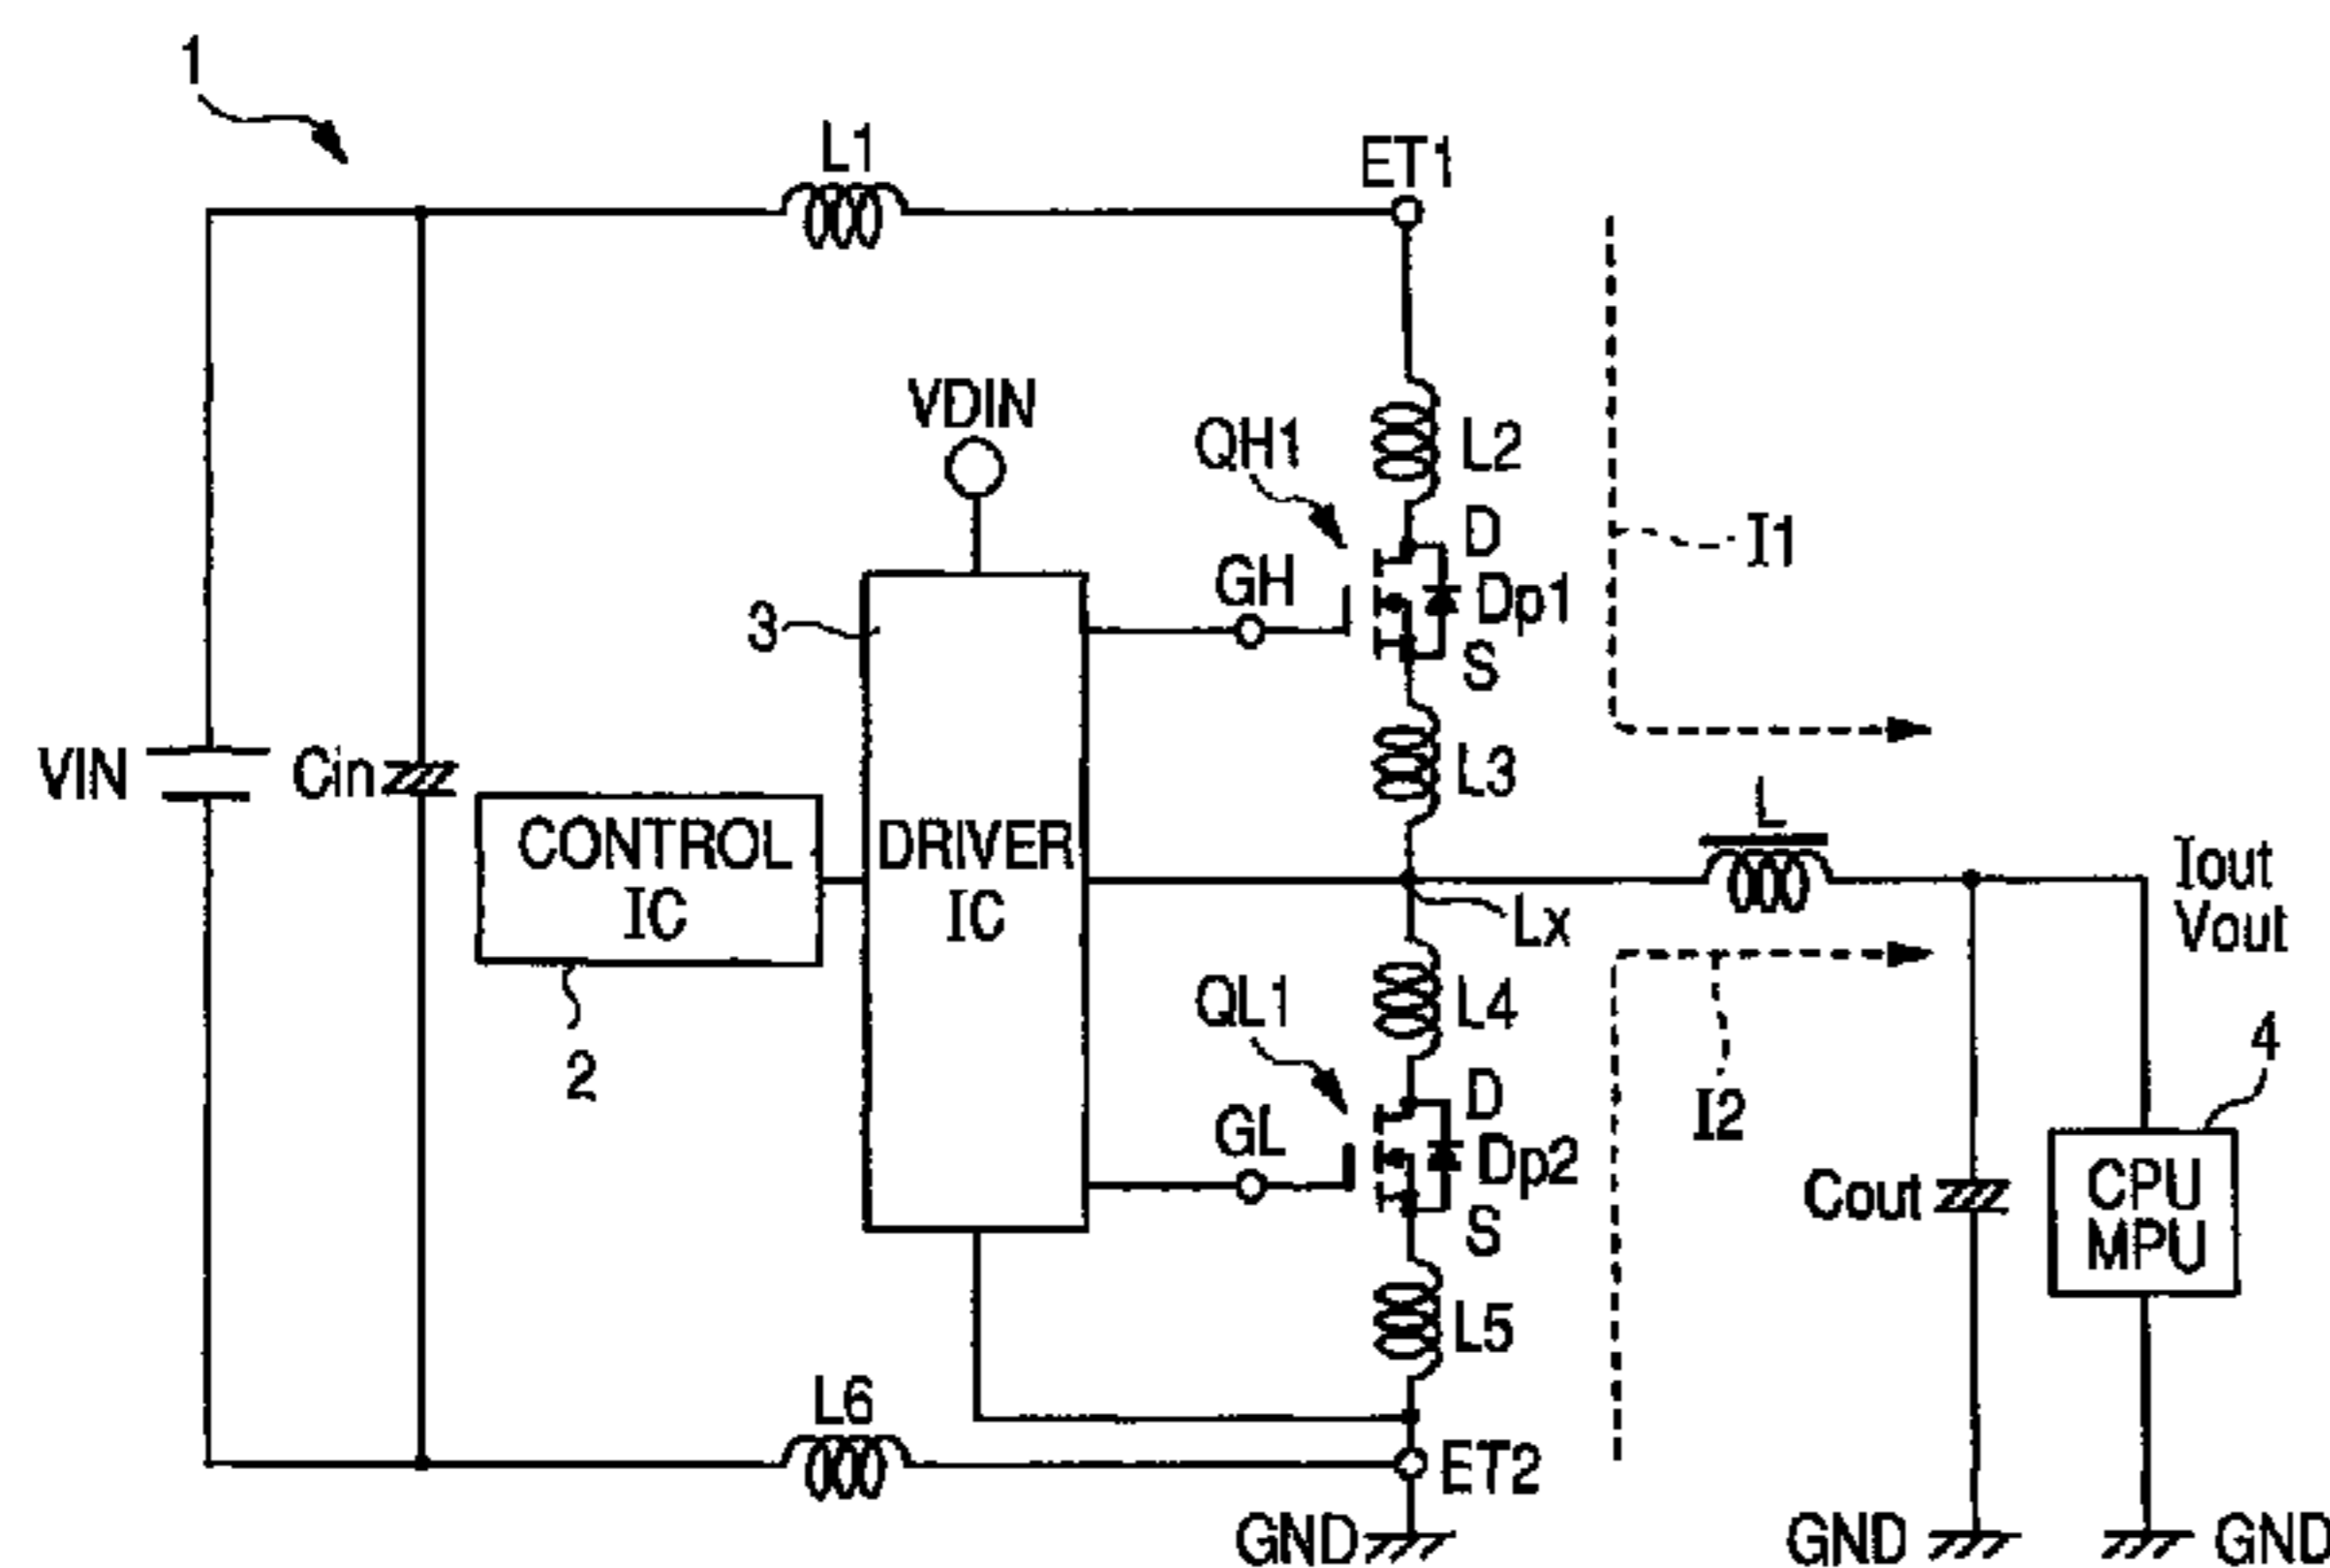 1
L1
ET1
VDIN
QH1
L2
D
I1
GH
Dp1
3
S
VIN
Cin
L3
L
CONTROL
IC
DRIVER
IC
Iout
Vout
Lx
2
QL1
L4
4
D
I2
GL
Dp2
Cout
CPU
MPU
S
L5
L6
ET2
GND
GND
GND